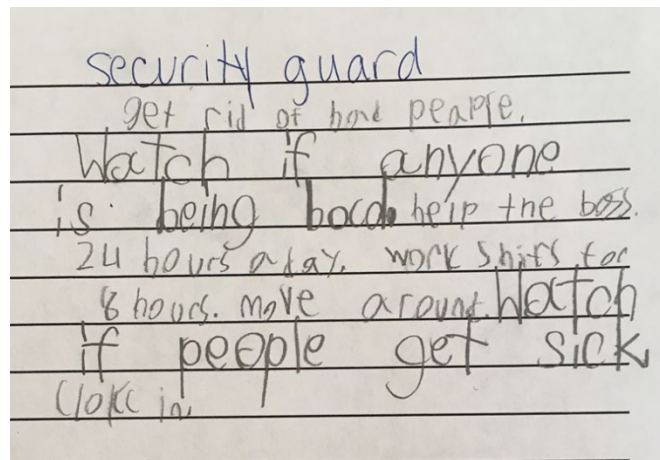 security guard
get rid of bad people.
Watch if anyone
is being bad help the boss.
24 hours a day. work shifts for
8 hours. move around. Watch
if people get sick
Clokc in.